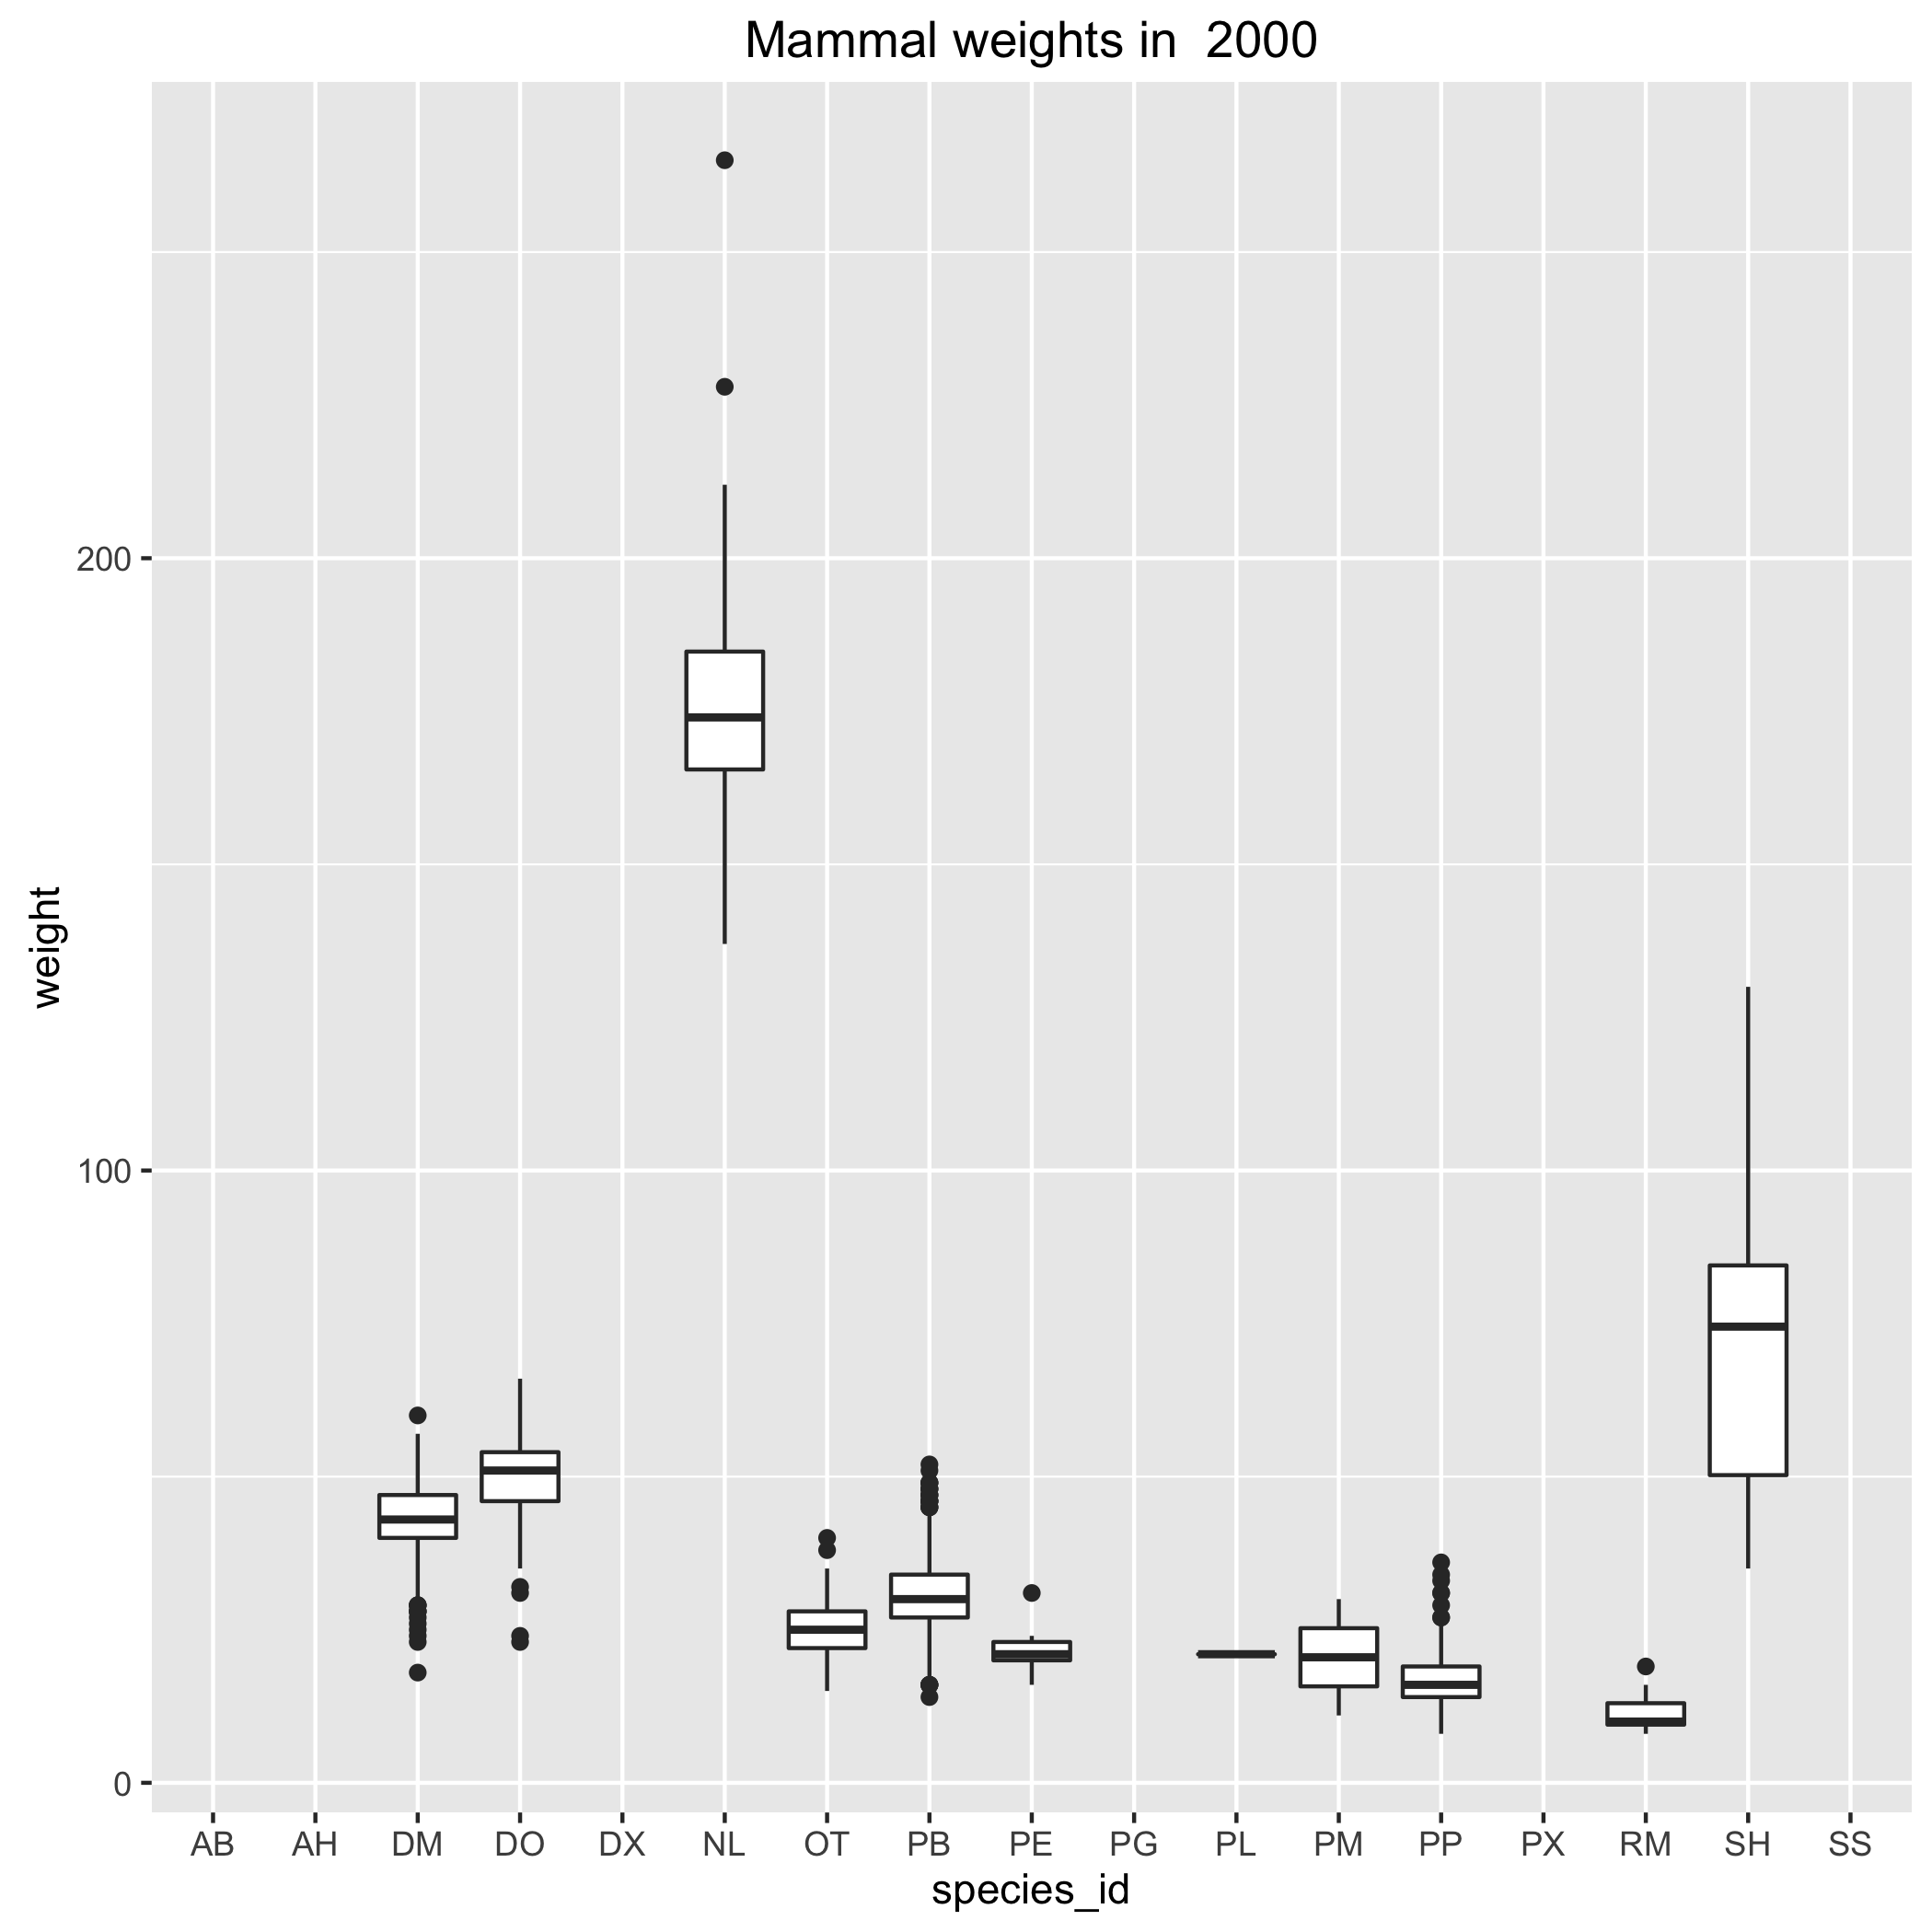 Mammal weights in  2000
weight
200
100
0
AB AH DM DO DX NL OT PB PE PG PL PM PP PX RM SH SS
species_id